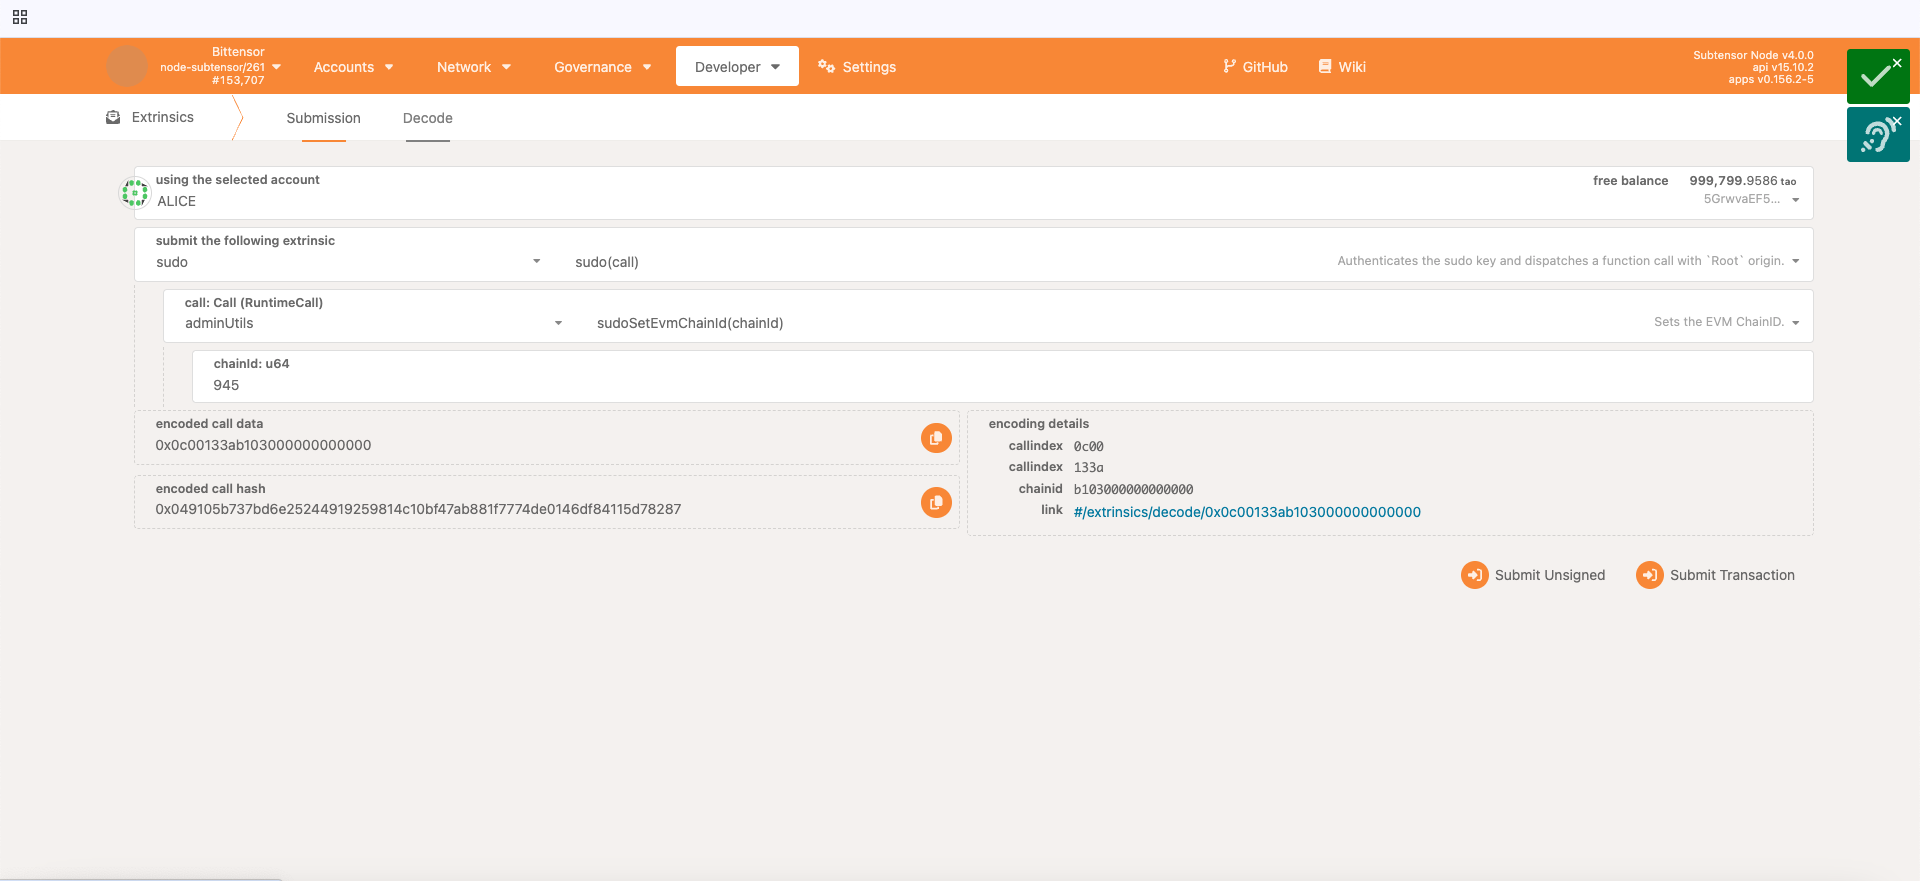 Bittensor
node-subtensor/261
#153,707
Accounts
Network
Governance
Developer
Settings
GitHub
Wiki
Subtensor Node v4.0.0
api v15.10.2
apps v0.156.2-5
Extrinsics
Submission
Decode
using the selected account
ALICE
free balance 999,799.9586 tao
5GrwvaEF5...
submit the following extrinsic
sudo
sudo(call)
Authenticates the sudo key and dispatches a function call with `Root` origin.
call: Call (RuntimeCall)
adminUtils
sudoSetEvmChainId(chainId)
Sets the EVM ChainID.
chainId: u64
945
encoded call data
0x0c00133ab103000000000000
encoded call hash
0x049105b737bd6e25244919259814c10bf47ab881f7774de0146df84115d78287
encoding details
callindex 0c00
callindex 133a
chainid b103000000000000
link #/extrinsics/decode/0x0c00133ab103000000000000
Submit Unsigned
Submit Transaction